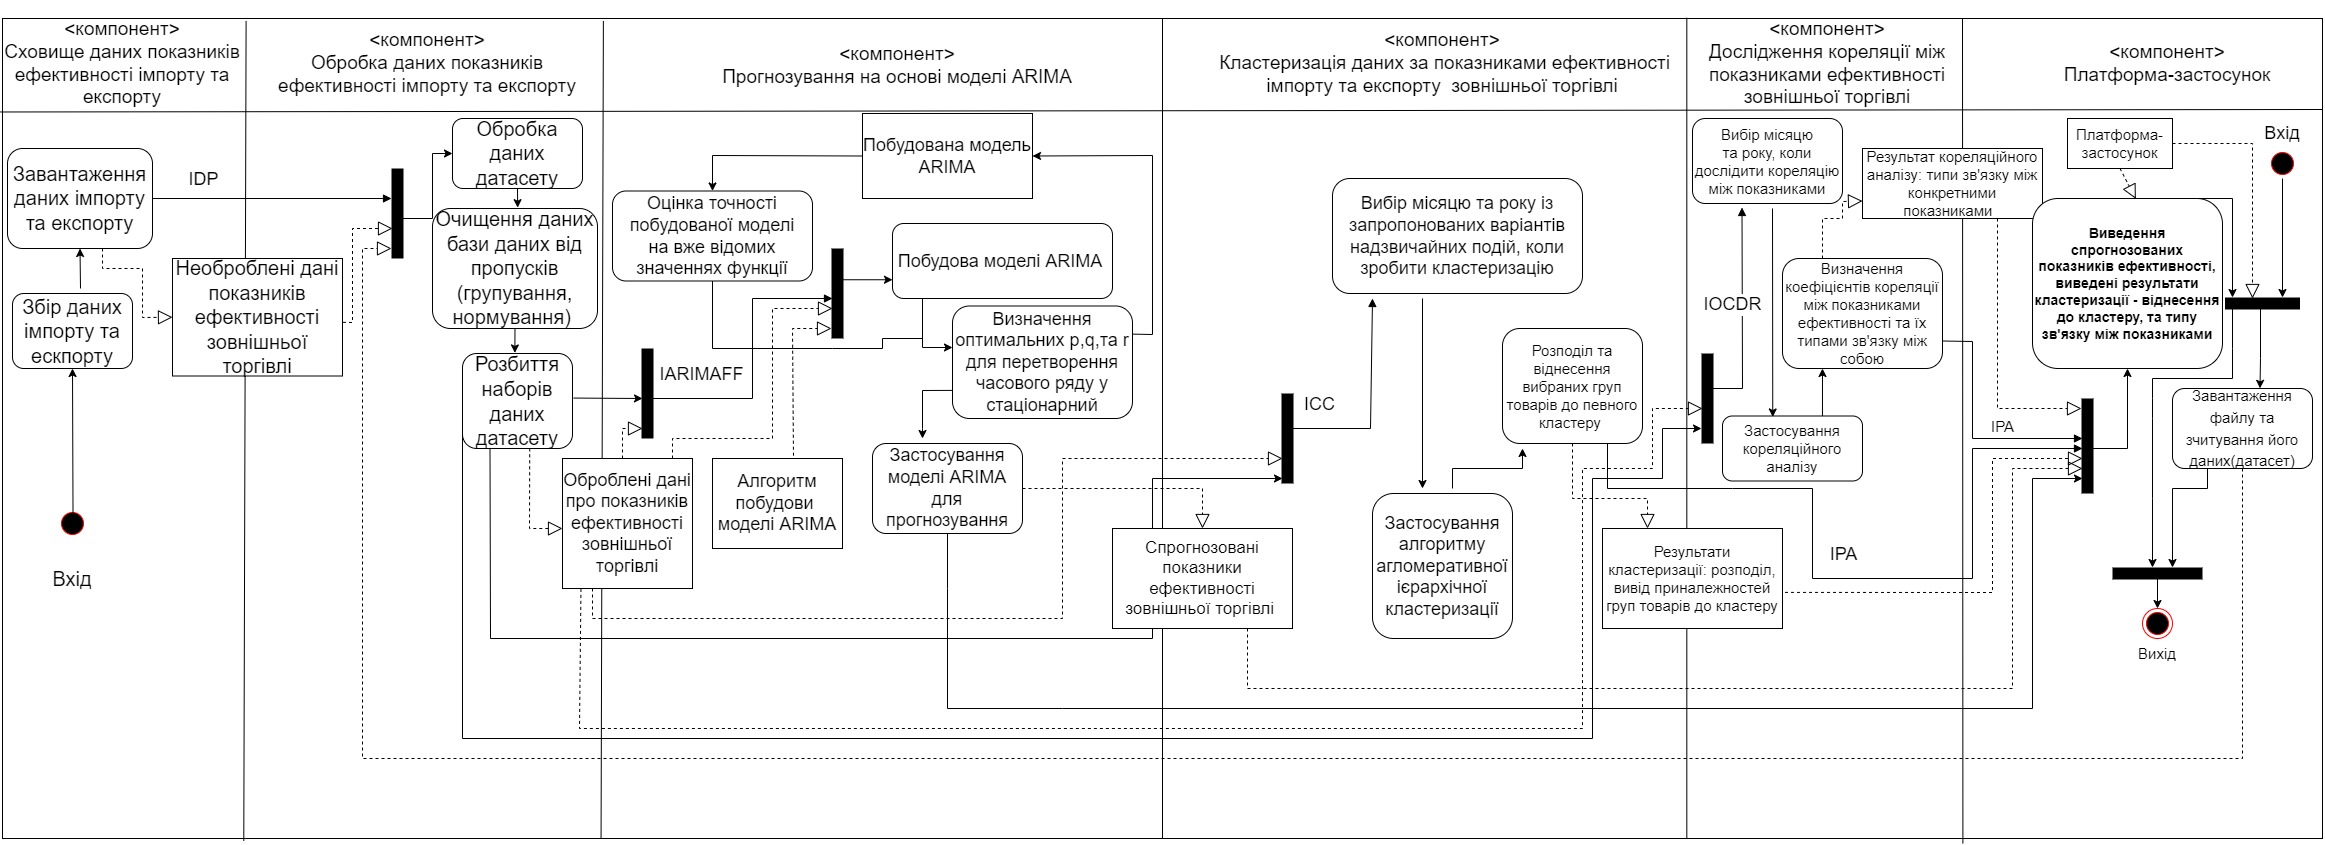 <компонент>
Сховище даних показників
ефективності імпорту та
експорту
<компонент>
Обробка даних показників
ефективності імпорту та експорту
<компонент>
Прогнозування на основі моделі ARIMA
<компонент>
Кластеризація даних за показниками ефективності
імпорту та експорту зовнішньої торгівлі
<компонент>
Дослідження кореляції між
показниками ефективності
зовнішньої торгівлі
<компонент>
Платформа-застосунок
Завантаження
даних імпорту
та експорту
IDP
Необроблені дані
показників
ефективності
зовнішньої
торгівлі
Збір даних
імпорту та
ескпорту
Вхід
Обробка
даних
датасету
Очищення даних
бази даних від
пропусків
(групування,
нормування)
Розбиття
наборів
даних
датасету
Оброблені дані
про показників
ефективності
зовнішньої
торгівлі
IARIMAFF
Побудована модель
ARIMA
Оцінка точності
побудованої моделі
на вже відомих
значеннях функції
Побудова моделі ARIMA
Визначення
оптимальних p,q,та r
для перетворення
часового ряду у
стаціонарний
Застосування
моделі ARIMA
для
прогнозування
Алгоритм
побудови
моделі ARIMA
Спрогнозовані
показники
ефективності
зовнішньої торгівлі
ICC
Вибір місяцю та року із
запропонованих варіантів
надзвичайних подій, коли
зробити кластеризацію
Розподіл та
віднесення
вибраних груп
товарів до певного
кластеру
Застосування
алгоритму
агломеративної
ієрархічної
кластеризації
Результати
кластеризації: розподіл,
вивід приналежностей
груп товарів до кластеру
Вибір місяцю
та року, коли
дослідити кореляцію
між показниками
IOCDR
Результат кореляційного
аналізу: типи зв'язку між
конкретними
показниками
Визначення
коефіцієнтів кореляції
між показниками
ефективності та їх
типами зв'язку між
собою
Застосування
кореляційного
аналізу
IPA
IPA
Платформа-
застосунок
Вхід
Виведення
спрогнозованих
показників ефективності,
виведені результати
кластеризації - віднесення
до кластеру, та типу
зв'язку між показниками
Завантаження
файлу та
зчитування його
даних(датасет)
Вихід